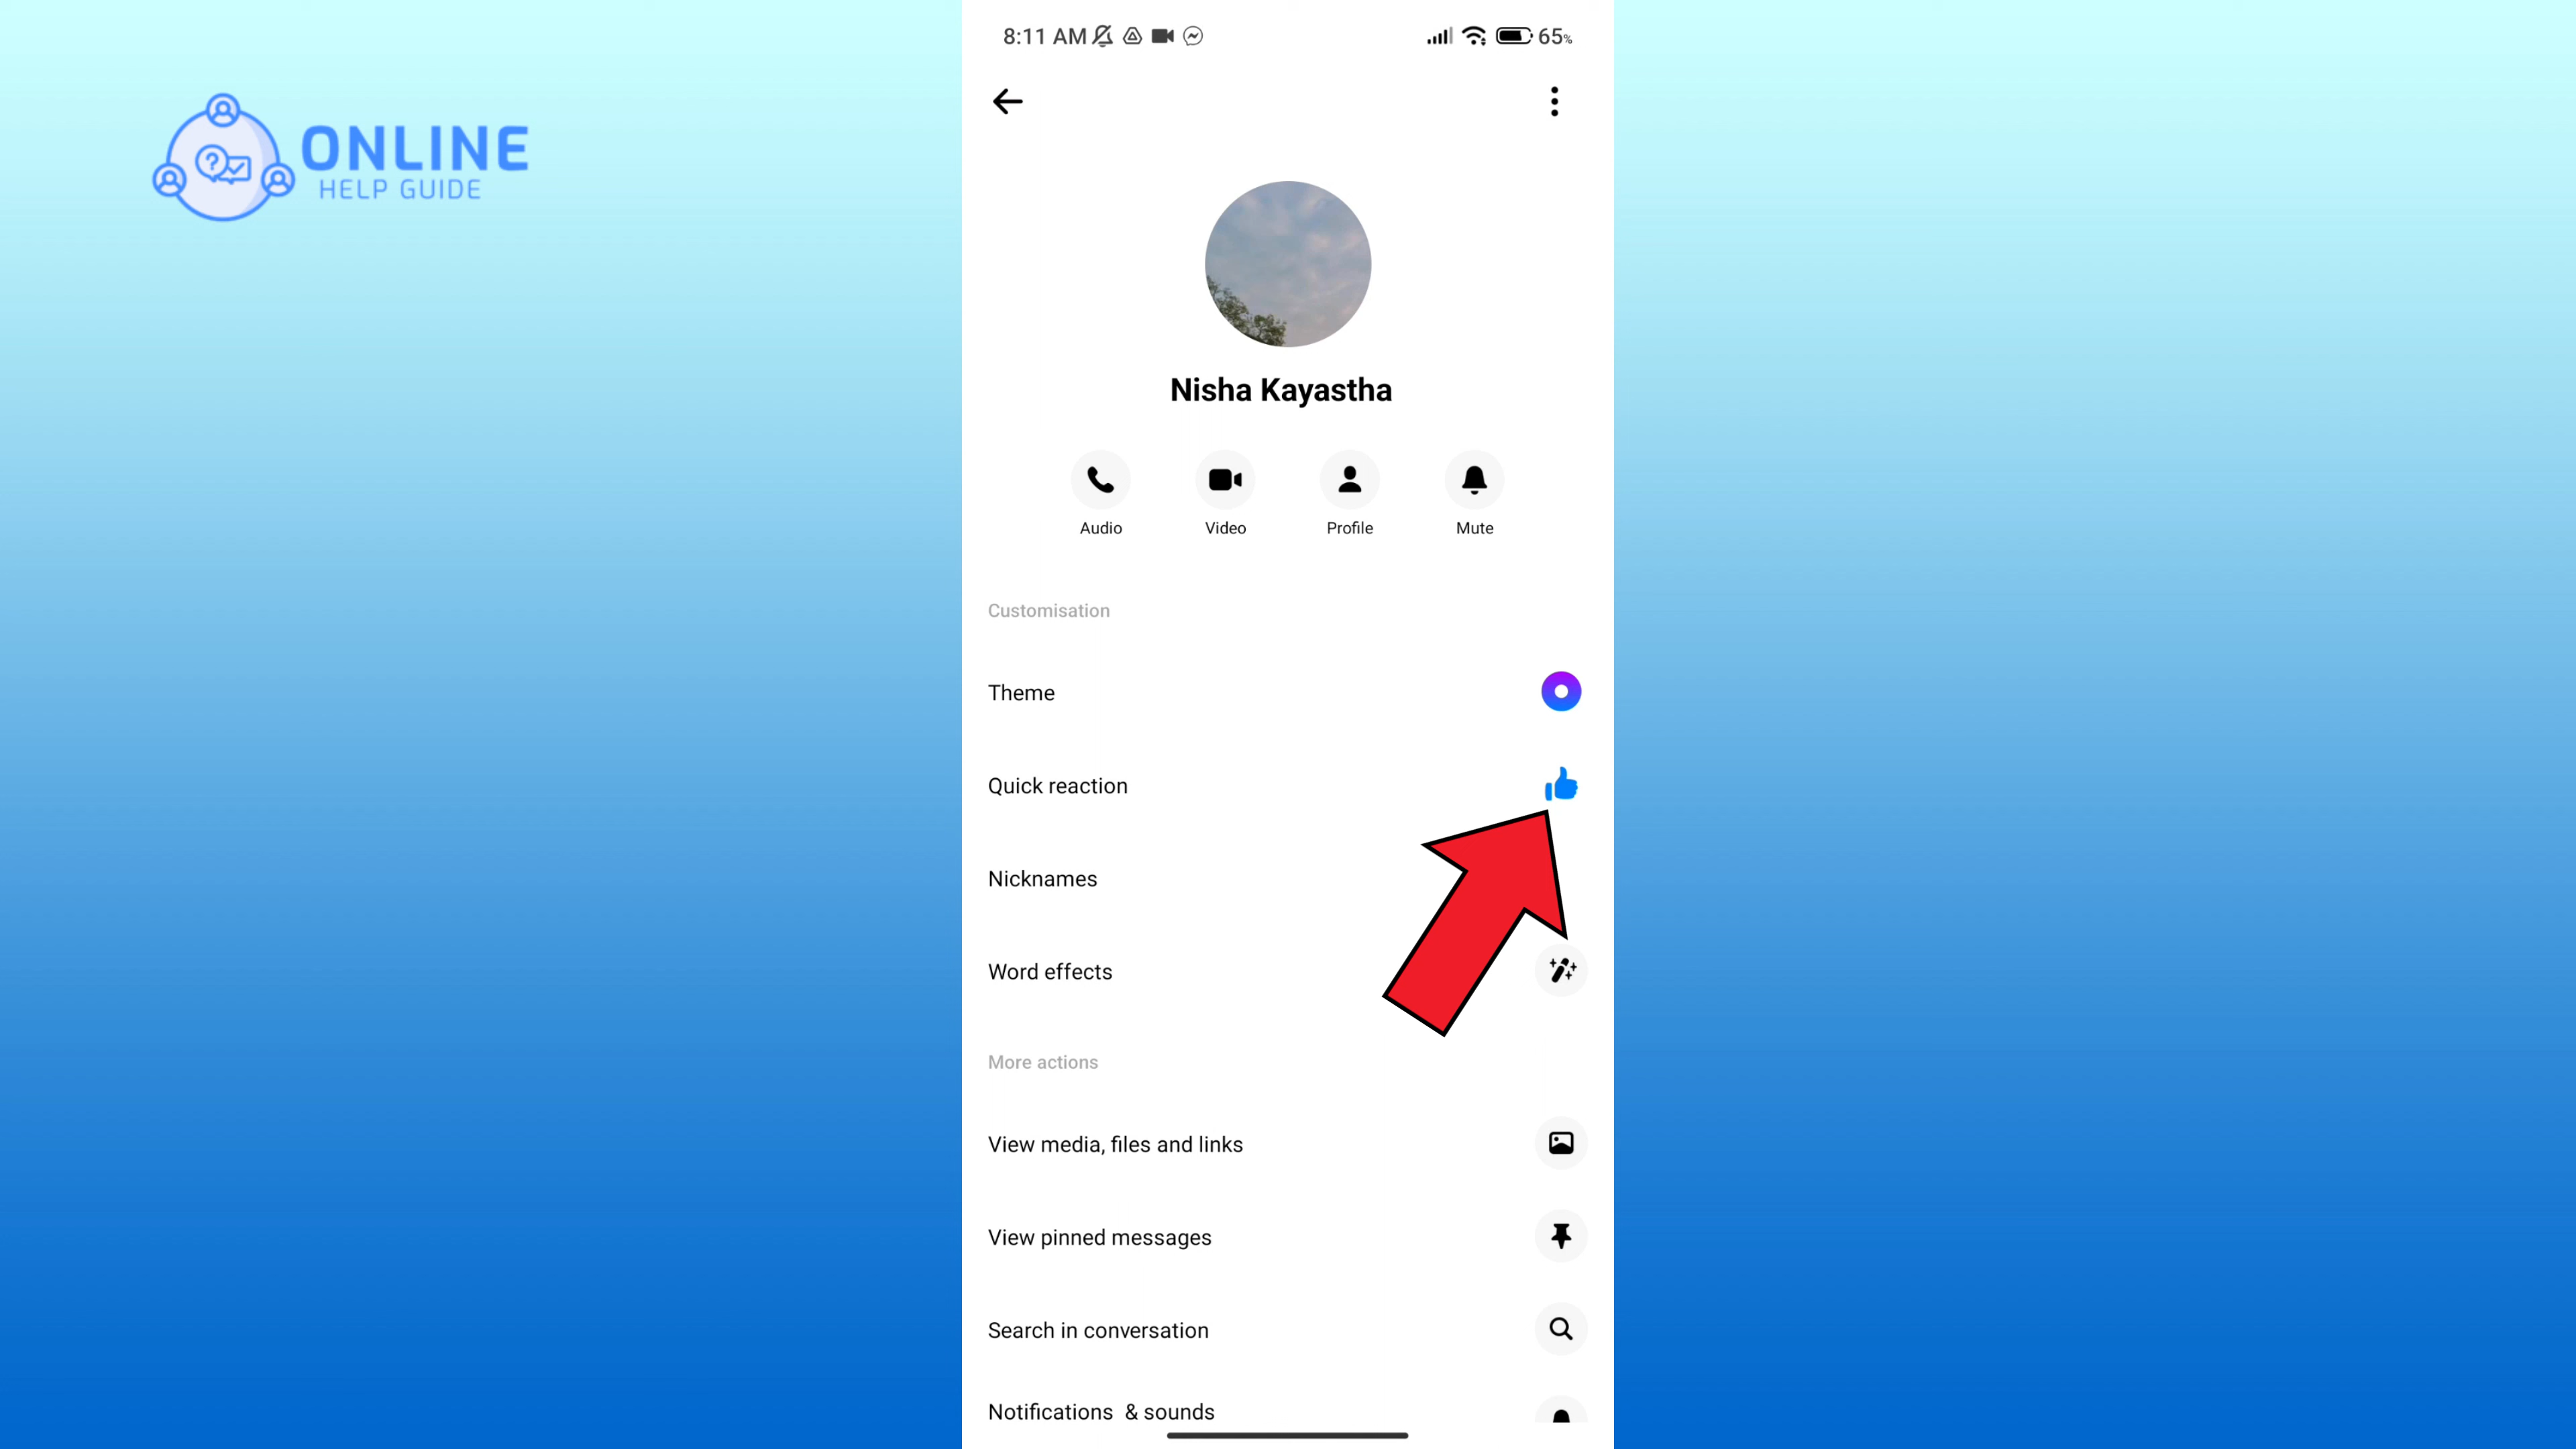 8:11 AM
65%
ONLINE
HELP GUIDE
Nisha Kayastha
Audio Video Profile Mute
Customisation
Theme
Quick reaction
Nicknames
Word effects
More actions
View media, files and links
View pinned messages
Search in conversation
Notifications & sounds